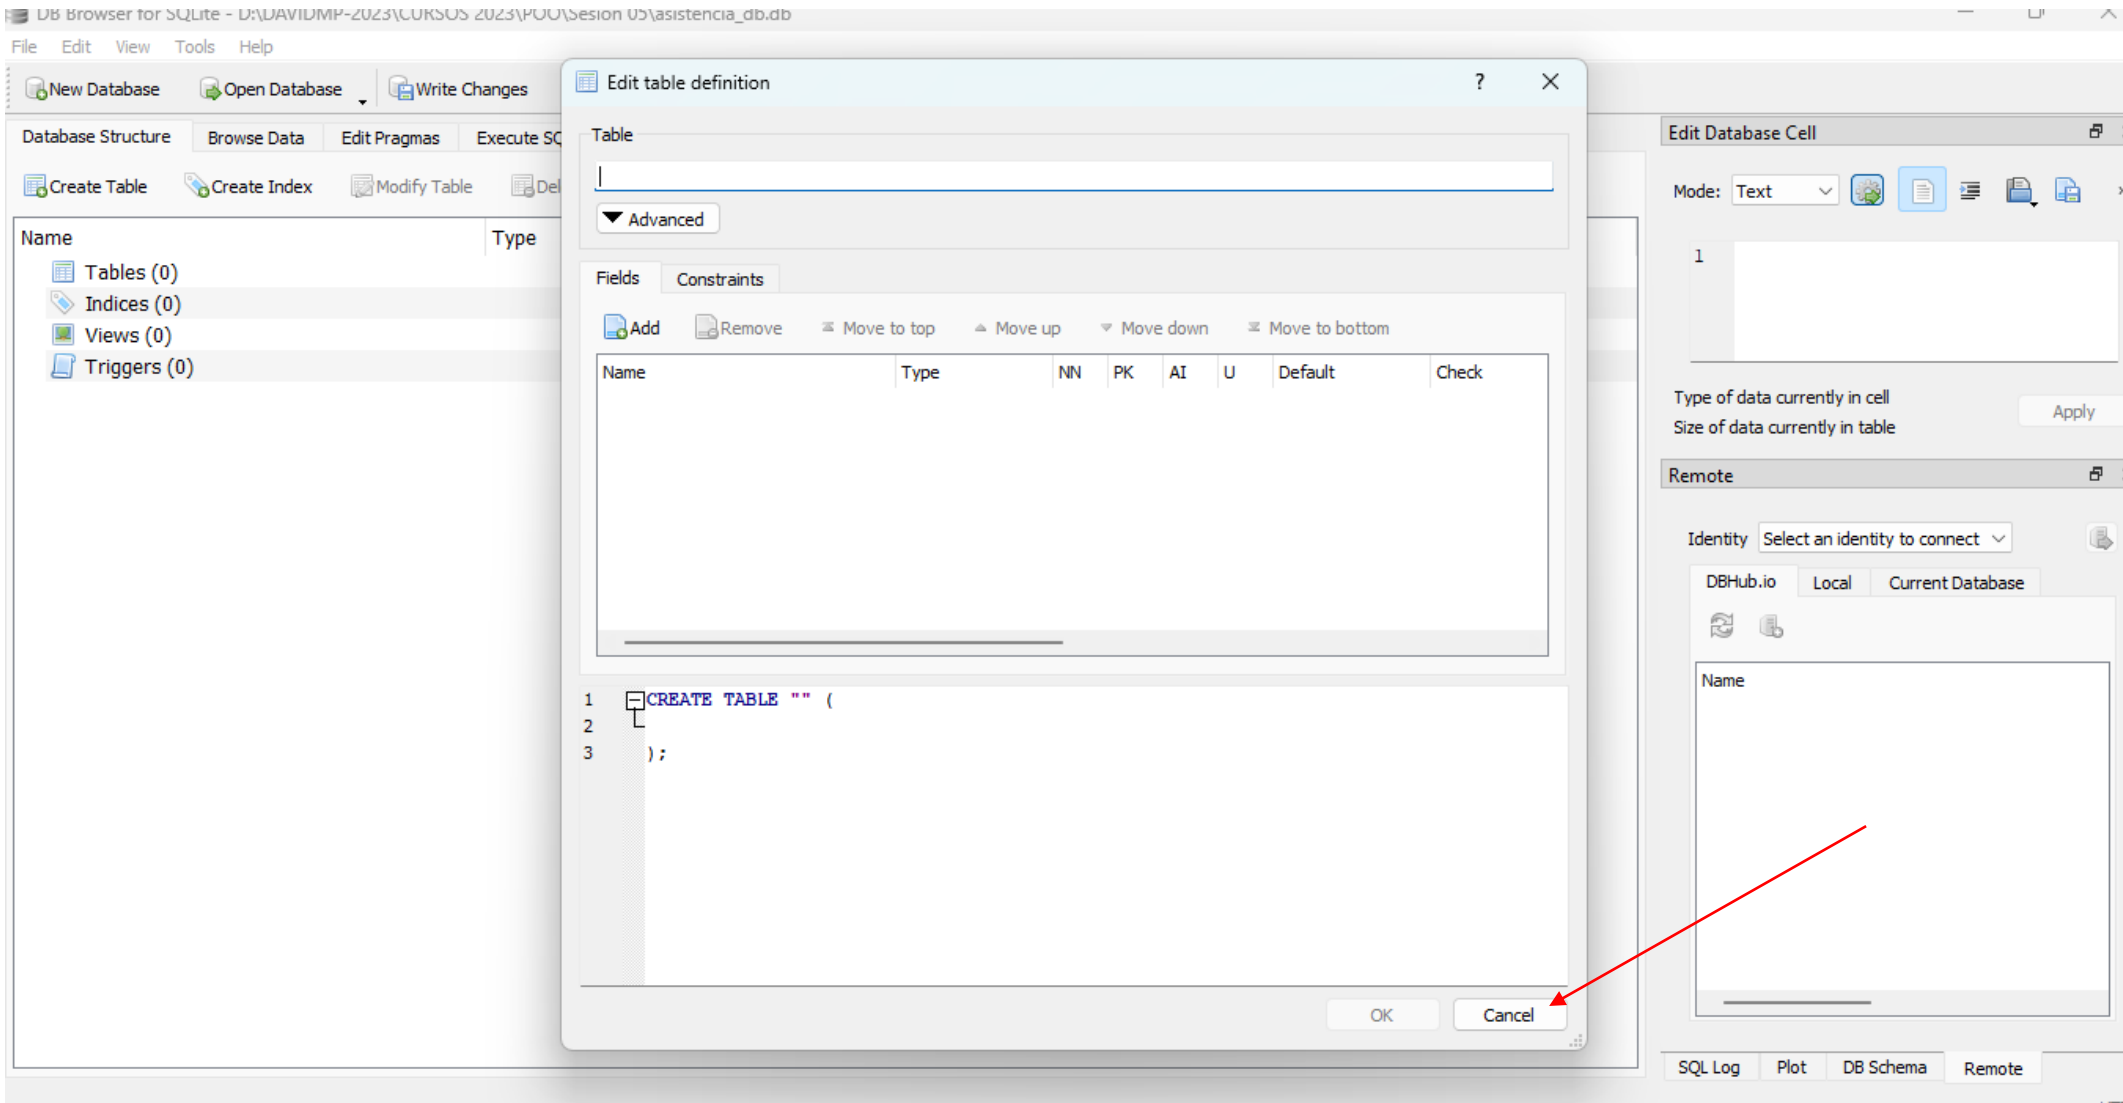 DB Browser for SQLite - D:\DAVIDMP-2023\CURSOS 2023\POO\Sesion 05\asistencia_db.db
File Edit View Tools Help
New Database Open Database Write Changes
Database Structure Browse Data Edit Pragmas Execute SQ
Create Table Create Index Modify Table Del
Name Type
Tables (0)
Indices (0)
Views (0)
Triggers (0)
Edit table definition ?
Table
Advanced
Fields Constraints
Add Remove Move to top Move up Move down Move to bottom
Name Type NN PK AI U Default Check
1 CREATE TABLE "" (
2
3 );
OK Cancel
Edit Database Cell
Mode: Text
1
Type of data currently in cell
Size of data currently in table
Apply
Remote
Identity Select an identity to connect
DBHub.io Local Current Database
Name
SQL Log Plot DB Schema Remote